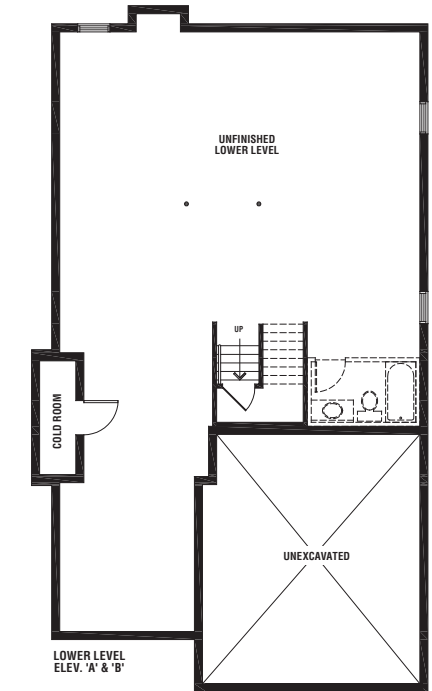 UNFINISHED
LOWER LEVEL
UP
COLD ROOM
UNEXCAVATED
LOWER LEVEL
ELEV. 'A' & 'B'